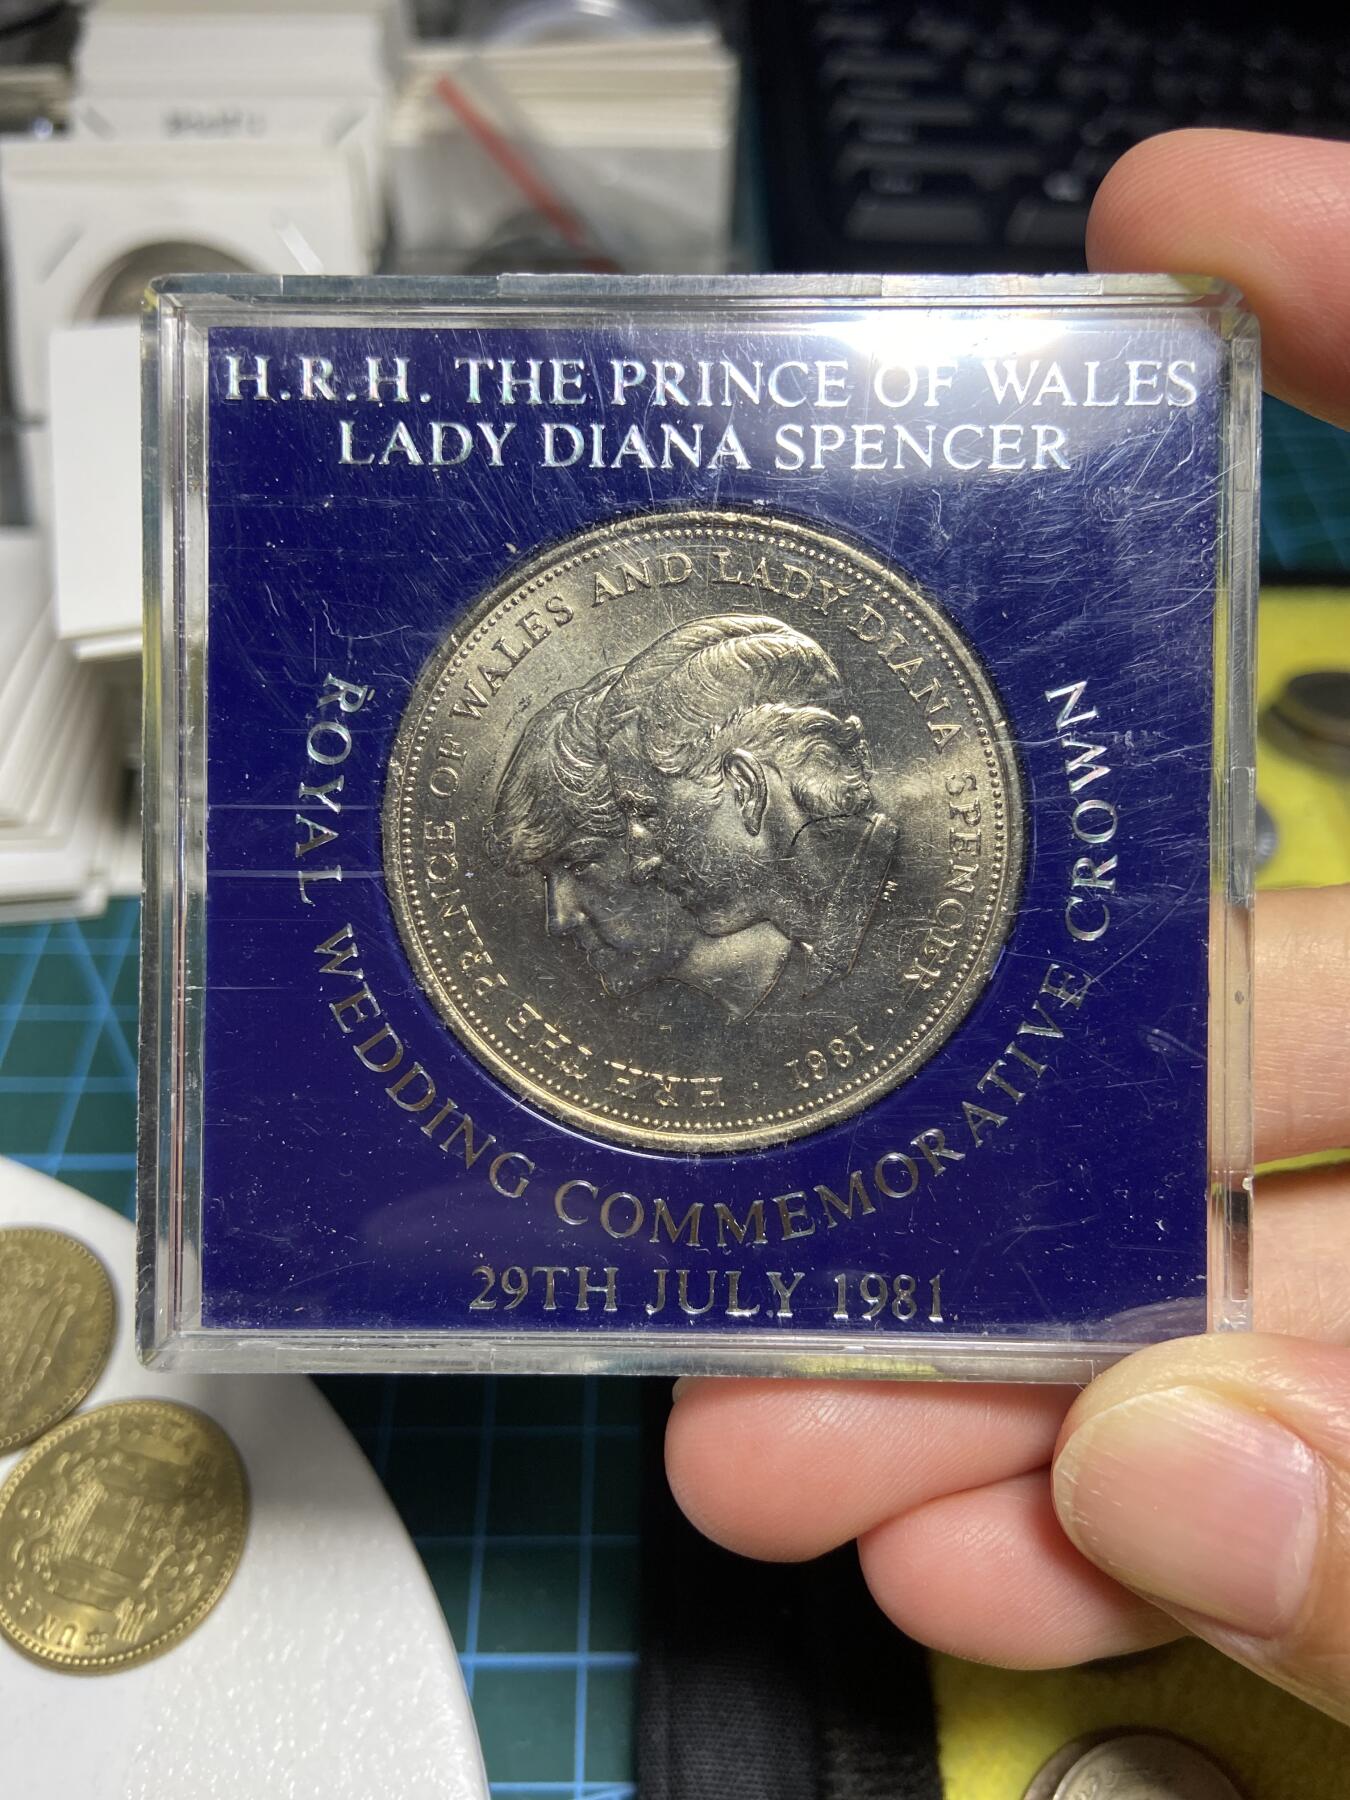 H.R.H. THE PRINCE OF WALES
LADY DIANA SPENCER
H.R.H. THE PRINCE OF WALES AND LADY DIANA SPENCER · 1981 ·
ROYAL WEDDING COMMEMORATIVE CROWN
29TH JULY 1981
UN